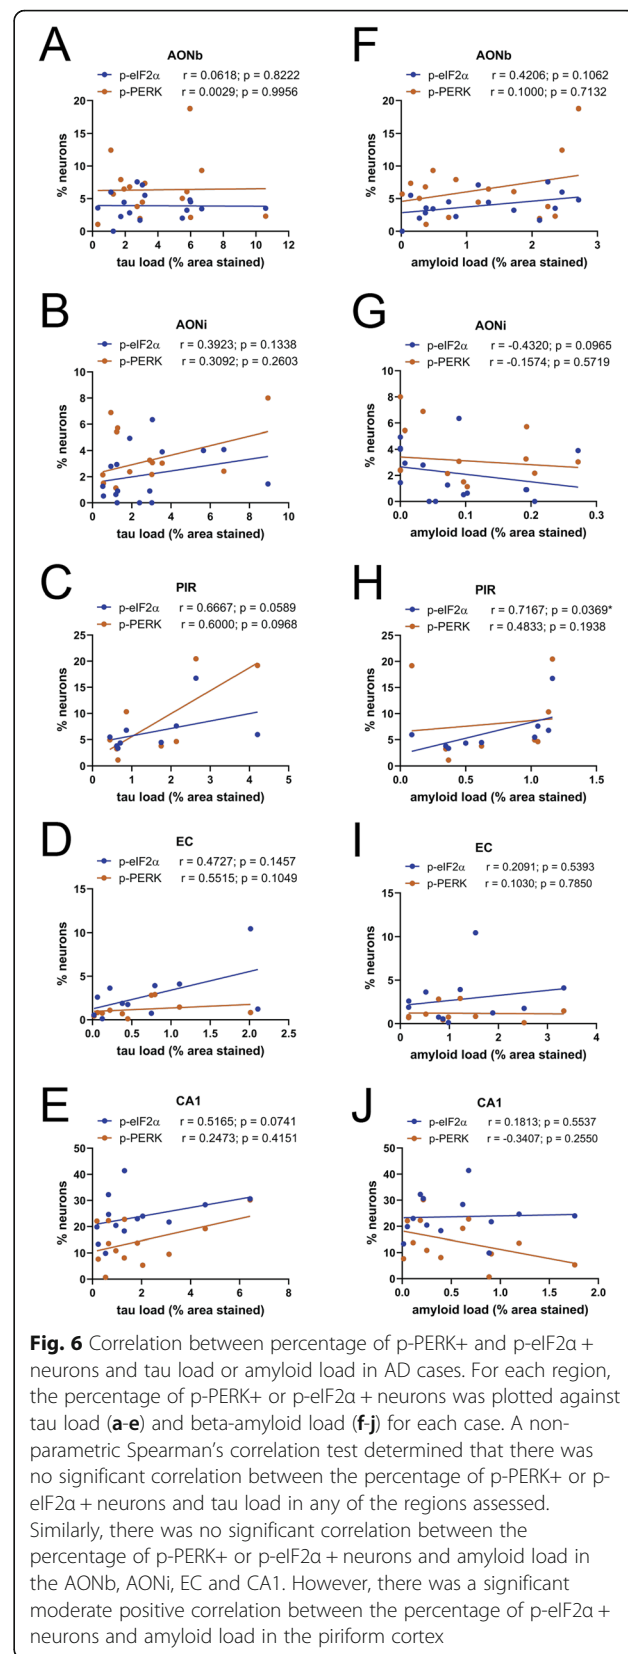 A
AONb
p-eIF2α r = 0.0618; p = 0.8222
p-PERK r = 0.0029; p = 0.9956
20
15
10
5
0
% neurons
0 2 4 6 8 10 12
tau load (% area stained)
F
AONb
p-eIF2α r = 0.4206; p = 0.1062
p-PERK r = 0.1000; p = 0.7132
20
15
10
5
0
% neurons
0 1 2 3
amyloid load (% area stained)
B
AONi
p-eIF2α r = 0.3923; p = 0.1338
p-PERK r = 0.3092; p = 0.2603
10
8
6
4
2
0
% neurons
0 2 4 6 8 10
tau load (% area stained)
G
AONi
p-eIF2α r = -0.4320; p = 0.0965
p-PERK r = -0.1574; p = 0.5719
10
8
6
4
2
0
% neurons
0.0 0.1 0.2 0.3
amyloid load (% area stained)
C
PIR
p-eIF2α r = 0.6667; p = 0.0589
p-PERK r = 0.6000; p = 0.0968
25
20
15
10
5
0
% neurons
0 1 2 3 4 5
tau load (% area stained)
H
PIR
p-eIF2α r = 0.7167; p = 0.0369*
p-PERK r = 0.4833; p = 0.1938
25
20
15
10
5
0
% neurons
0.0 0.5 1.0 1.5
amyloid load (% area stained)
D
EC
p-eIF2α r = 0.4727; p = 0.1457
p-PERK r = 0.5515; p = 0.1049
15
10
5
0
% neurons
0.0 0.5 1.0 1.5 2.0 2.5
tau load (% area stained)
I
EC
p-eIF2α r = 0.2091; p = 0.5393
p-PERK r = 0.1030; p = 0.7850
15
10
5
0
% neurons
0 1 2 3 4
amyloid load (% area stained)
E
CA1
p-eIF2α r = 0.5165; p = 0.0741
p-PERK r = 0.2473; p = 0.4151
50
40
30
20
10
0
% neurons
0 2 4 6 8
tau load (% area stained)
J
CA1
p-eIF2α r = 0.1813; p = 0.5537
p-PERK r = -0.3407; p = 0.2550
50
40
30
20
10
0
% neurons
0.0 0.5 1.0 1.5 2.0
amyloid load (% area stained)
Fig. 6 Correlation between percentage of p-PERK+ and p-eIF2α +
neurons and tau load or amyloid load in AD cases. For each region,
the percentage of p-PERK+ or p-eIF2α + neurons was plotted against
tau load (a-e) and beta-amyloid load (f-j) for each case. A non-
parametric Spearman's correlation test determined that there was
no significant correlation between the percentage of p-PERK+ or p-
eIF2α + neurons and tau load in any of the regions assessed.
Similarly, there was no significant correlation between the
percentage of p-PERK+ or p-eIF2α + neurons and amyloid load in
the AONb, AONi, EC and CA1. However, there was a significant
moderate positive correlation between the percentage of p-eIF2α +
neurons and amyloid load in the piriform cortex